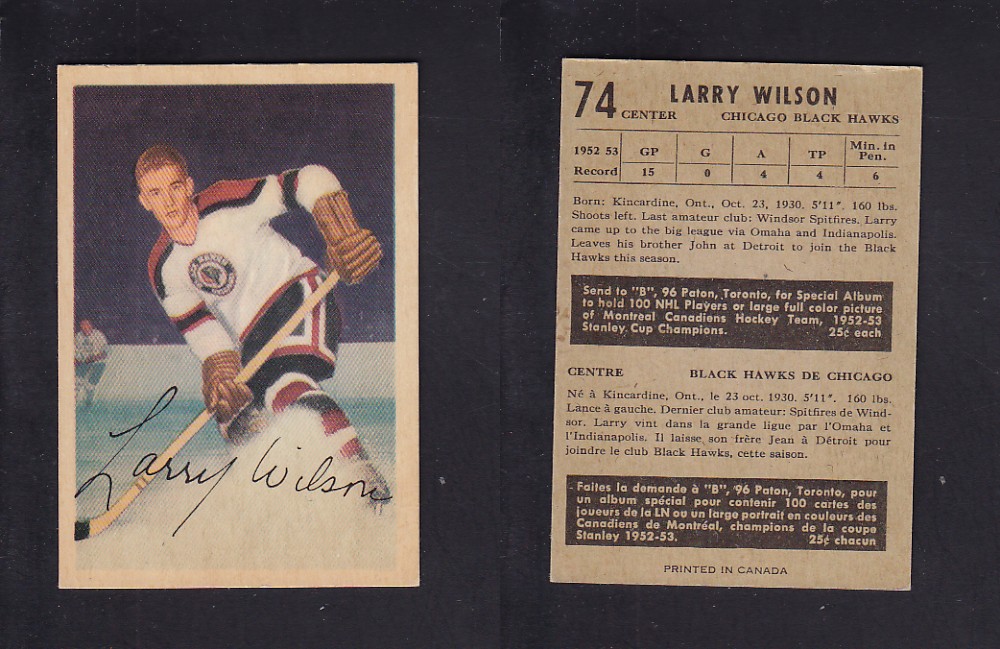 Larry Wilson
74
LARRY WILSON
CENTER CHICAGO BLACK HAWKS
1952 53 GP G A TP Min. in Pen.
Record 15 0 4 4 6
Born: Kincardine, Ont., Oct. 23, 1930. 5'11". 160 lbs.
Shoots left. Last amateur club: Windsor Spitfires. Larry
came up to the big league via Omaha and Indianapolis.
Leaves his brother John at Detroit to join the Black
Hawks this season.
Send to "B", 96 Paton, Toronto, for Special Album
to hold 100 NHL Players or large full color picture
of Montreal Canadiens Hockey Team, 1952-53
Stanley Cup Champions. 25¢ each
CENTRE BLACK HAWKS DE CHICAGO
Né à Kincardine, Ont., le 23 oct. 1930. 5'11". 160 lbs.
Lance à gauche. Dernier club amateur: Spitfires de Wind-
sor. Larry vint dans la grande ligue par l'Omaha et
l'Indianapolis. Il laisse son frère Jean à Détroit pour
joindre le club Black Hawks, cette saison.
Faites la demande à "B", 96 Paton, Toronto, pour
un album spécial pour contenir 100 cartes des
joueurs de la LN ou un large portrait en couleurs des
Canadiens de Montréal, champions de la coupe
Stanley 1952-53. 25¢ chacun
PRINTED IN CANADA